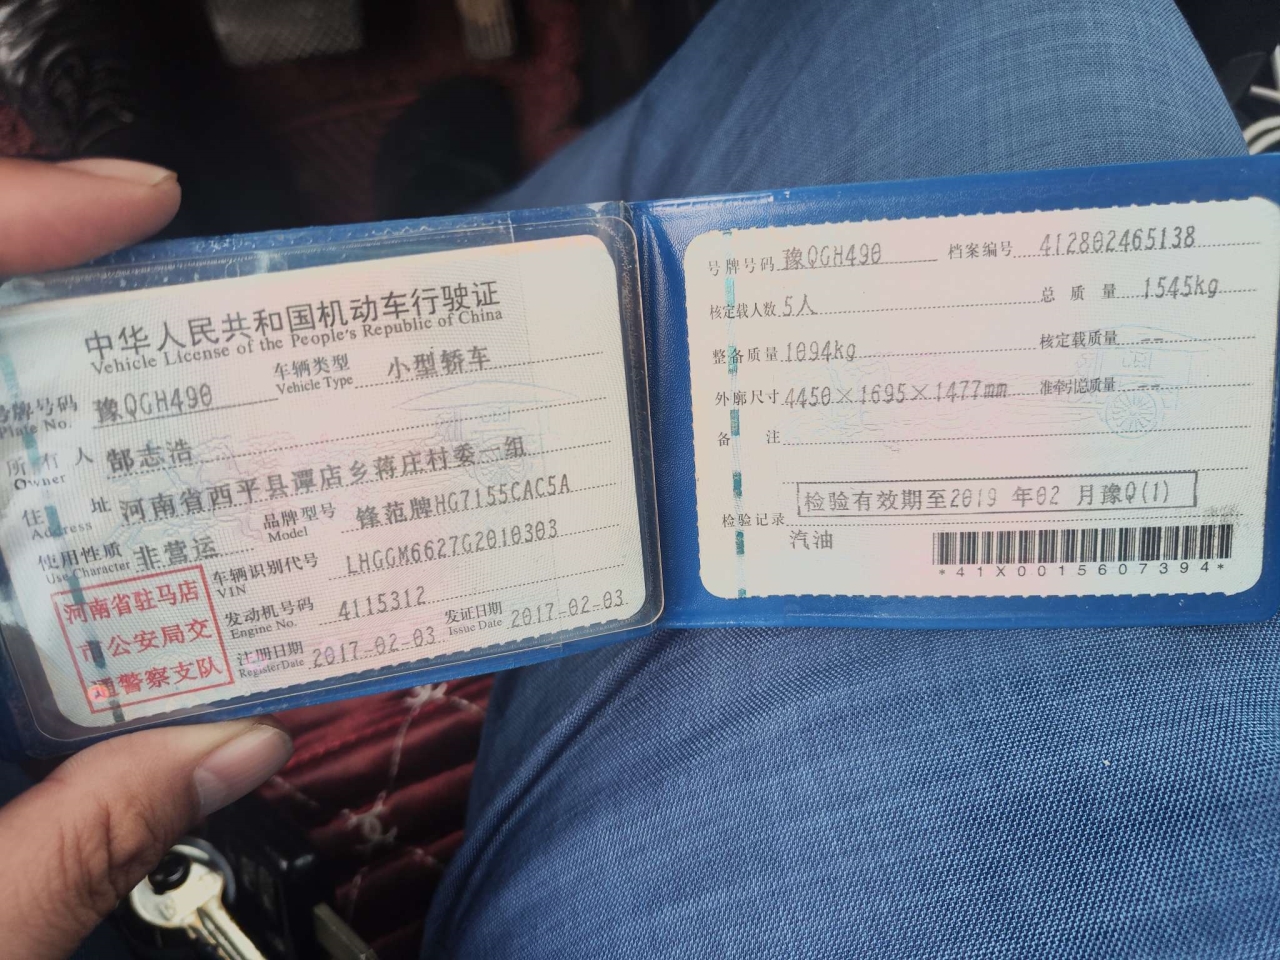 中华人民共和国机动车行驶证
Vehicle License of the People's Republic of China
号牌号码 豫QGH490 车辆类型 小型轿车
Plate No. Vehicle Type
所有人 郜志浩
Owner
住址 河南省西平县谭店乡蒋庄村委一组
Address
使用性质 非营运 品牌型号 锋范牌HG7155CAC5A
Use Character Model
河南省驻马店
市公安局交
通警察支队
车辆识别代号 LHGGM6627G2010303
VIN
发动机号码 4115312
Engine No.
注册日期 2017-02-03 发证日期 2017-02-03
Register Date Issue Date
号牌号码 豫QGH490 档案编号 412802465138
核定载人数 5人 总质量 1545kg
整备质量 1094kg 核定载质量 --
外廓尺寸 4450×1695×1477mm 准牵引总质量 --
备注
检验有效期至2019年02月豫Q(1)
检验记录
汽油
*41X0015607394*